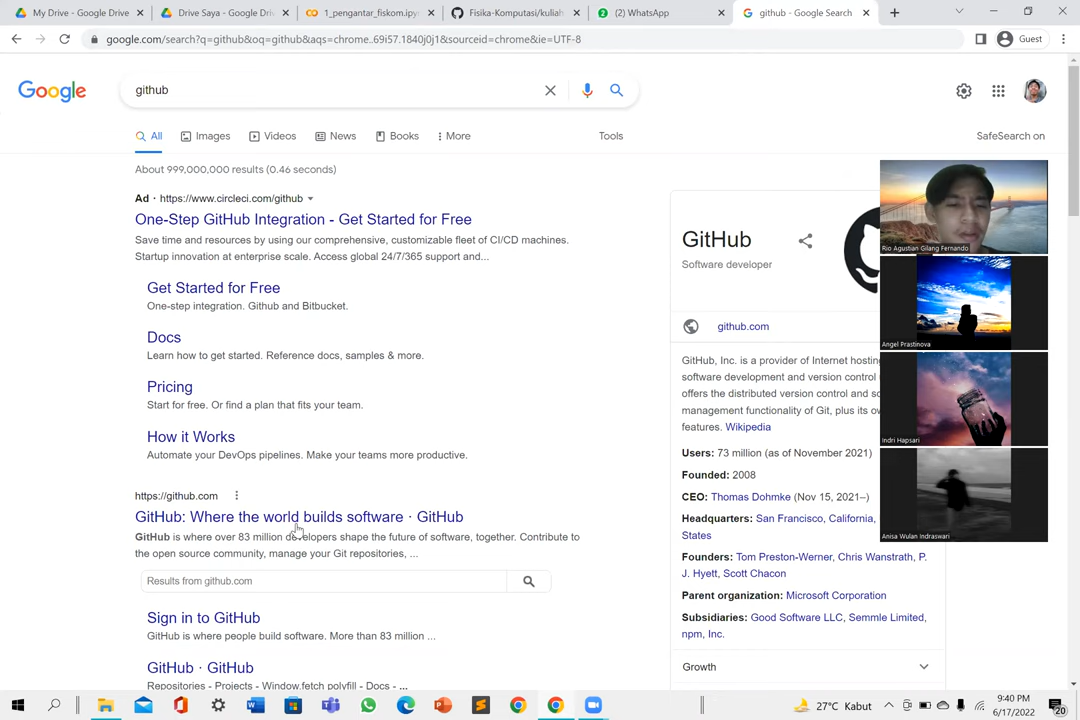 My Drive - Google Drive
Drive Saya - Google Driv
1_pengantar_fiskom.ipyn
Fisika-Komputasi/kuliah
(2) WhatsApp
github - Google Search
google.com/search?q=github&oq=github&aqs=chrome..69i57.1840j0j1&sourceid=chrome&ie=UTF-8
Guest
Google
github
All
Images
Videos
News
Books
More
Tools
SafeSearch on
About 999,000,000 results (0.46 seconds)
Ad · https://www.circleci.com/github
One-Step GitHub Integration - Get Started for Free
Save time and resources by using our comprehensive, customizable fleet of CI/CD machines.
Startup innovation at enterprise scale. Access global 24/7/365 support and...
Get Started for Free
One-step integration. Github and Bitbucket.
Docs
Learn how to get started. Reference docs, samples & more.
Pricing
Start for free. Or find a plan that fits your team.
How it Works
Automate your DevOps pipelines. Make your teams more productive.
https://github.com
GitHub: Where the world builds software · GitHub
GitHub is where over 83 million developers shape the future of software, together. Contribute to
the open source community, manage your Git repositories, ...
Results from github.com
Sign in to GitHub
GitHub is where people build software. More than 83 million ...
GitHub · GitHub
Repositories - Projects - Window.fetch polyfill - Docs - ...
GitHub
Software developer
github.com
GitHub, Inc. is a provider of Internet hosting
software development and version control
offers the distributed version control and
management functionality of Git, plus its
features. Wikipedia
Users: 73 million (as of November 2021)
Founded: 2008
CEO: Thomas Dohmke (Nov 15, 2021–)
Headquarters: San Francisco, California,
States
Founders: Tom Preston-Werner, Chris Wanstrath, P.
J. Hyett, Scott Chacon
Parent organization: Microsoft Corporation
Subsidiaries: Good Software LLC, Semmle Limited,
npm, Inc.
Growth
Rio Agustian Gilang Fernando
Angel Prastinova
Indri Hapsari
Anisa Wulan Indraswari
27°C Kabut
9:40 PM
6/17/2022
20